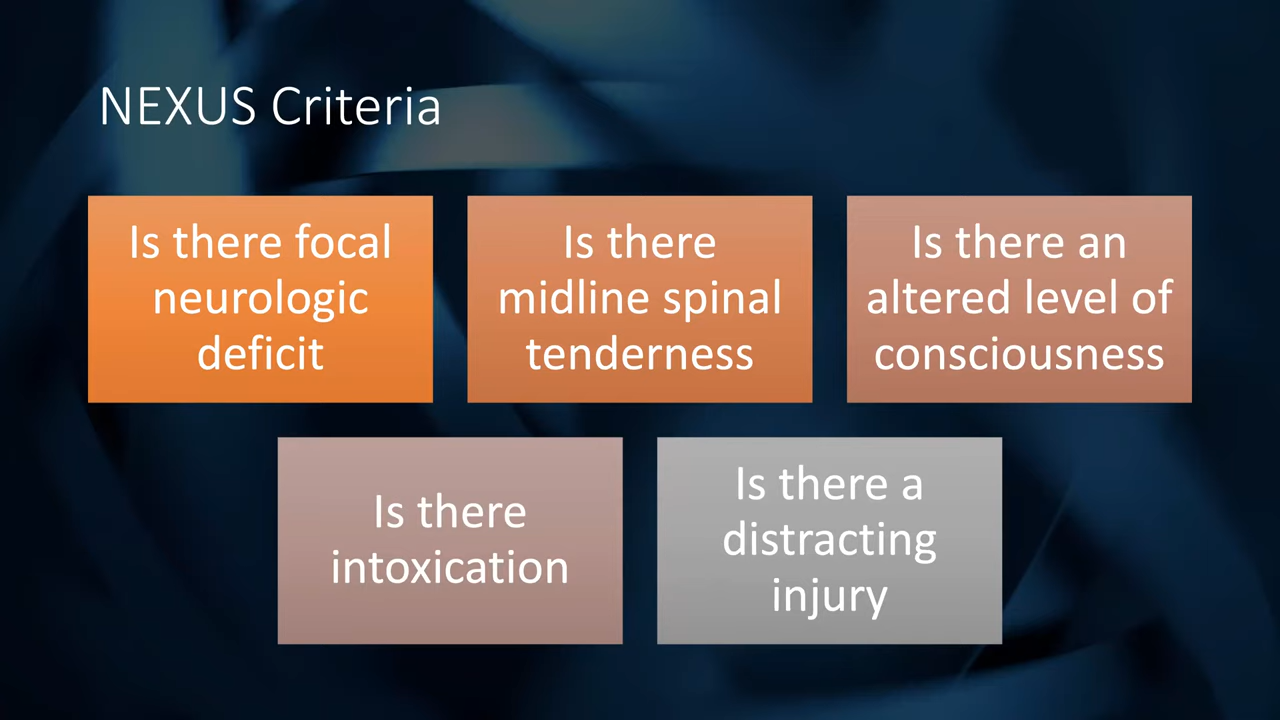 NEXUS Criteria
Is there focal
neurologic
deficit
Is there
midline spinal
tenderness
Is there an
altered level of
consciousness
Is there
intoxication
Is there a
distracting
injury